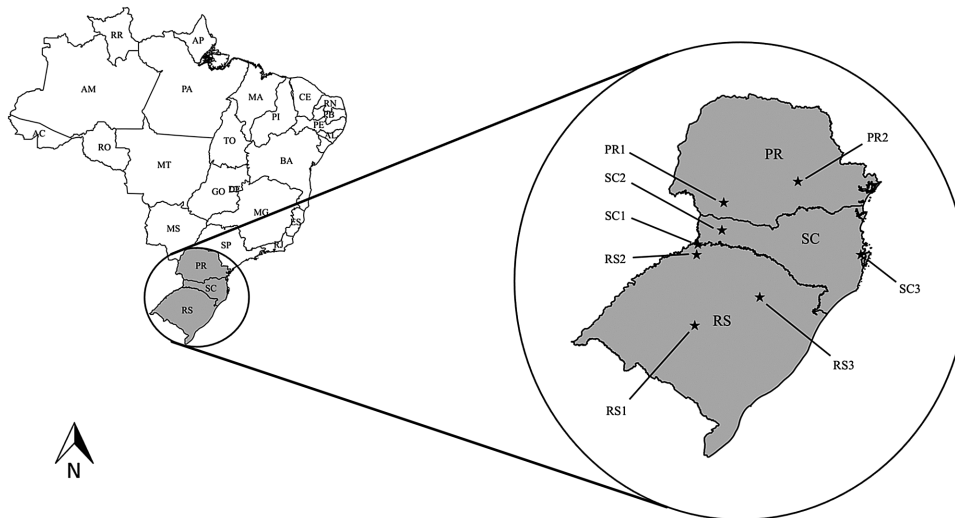 RR
AP
AM
PA
MA
CE
RN
PB
PE
PI
AL
AC
RO
TO
MT
BA
GO
DF
MG
ES
MS
SP
RJ
PR
SC
RS
N
PR
PR1
PR2
SC2
SC1
SC
RS2
SC3
RS
RS3
RS1